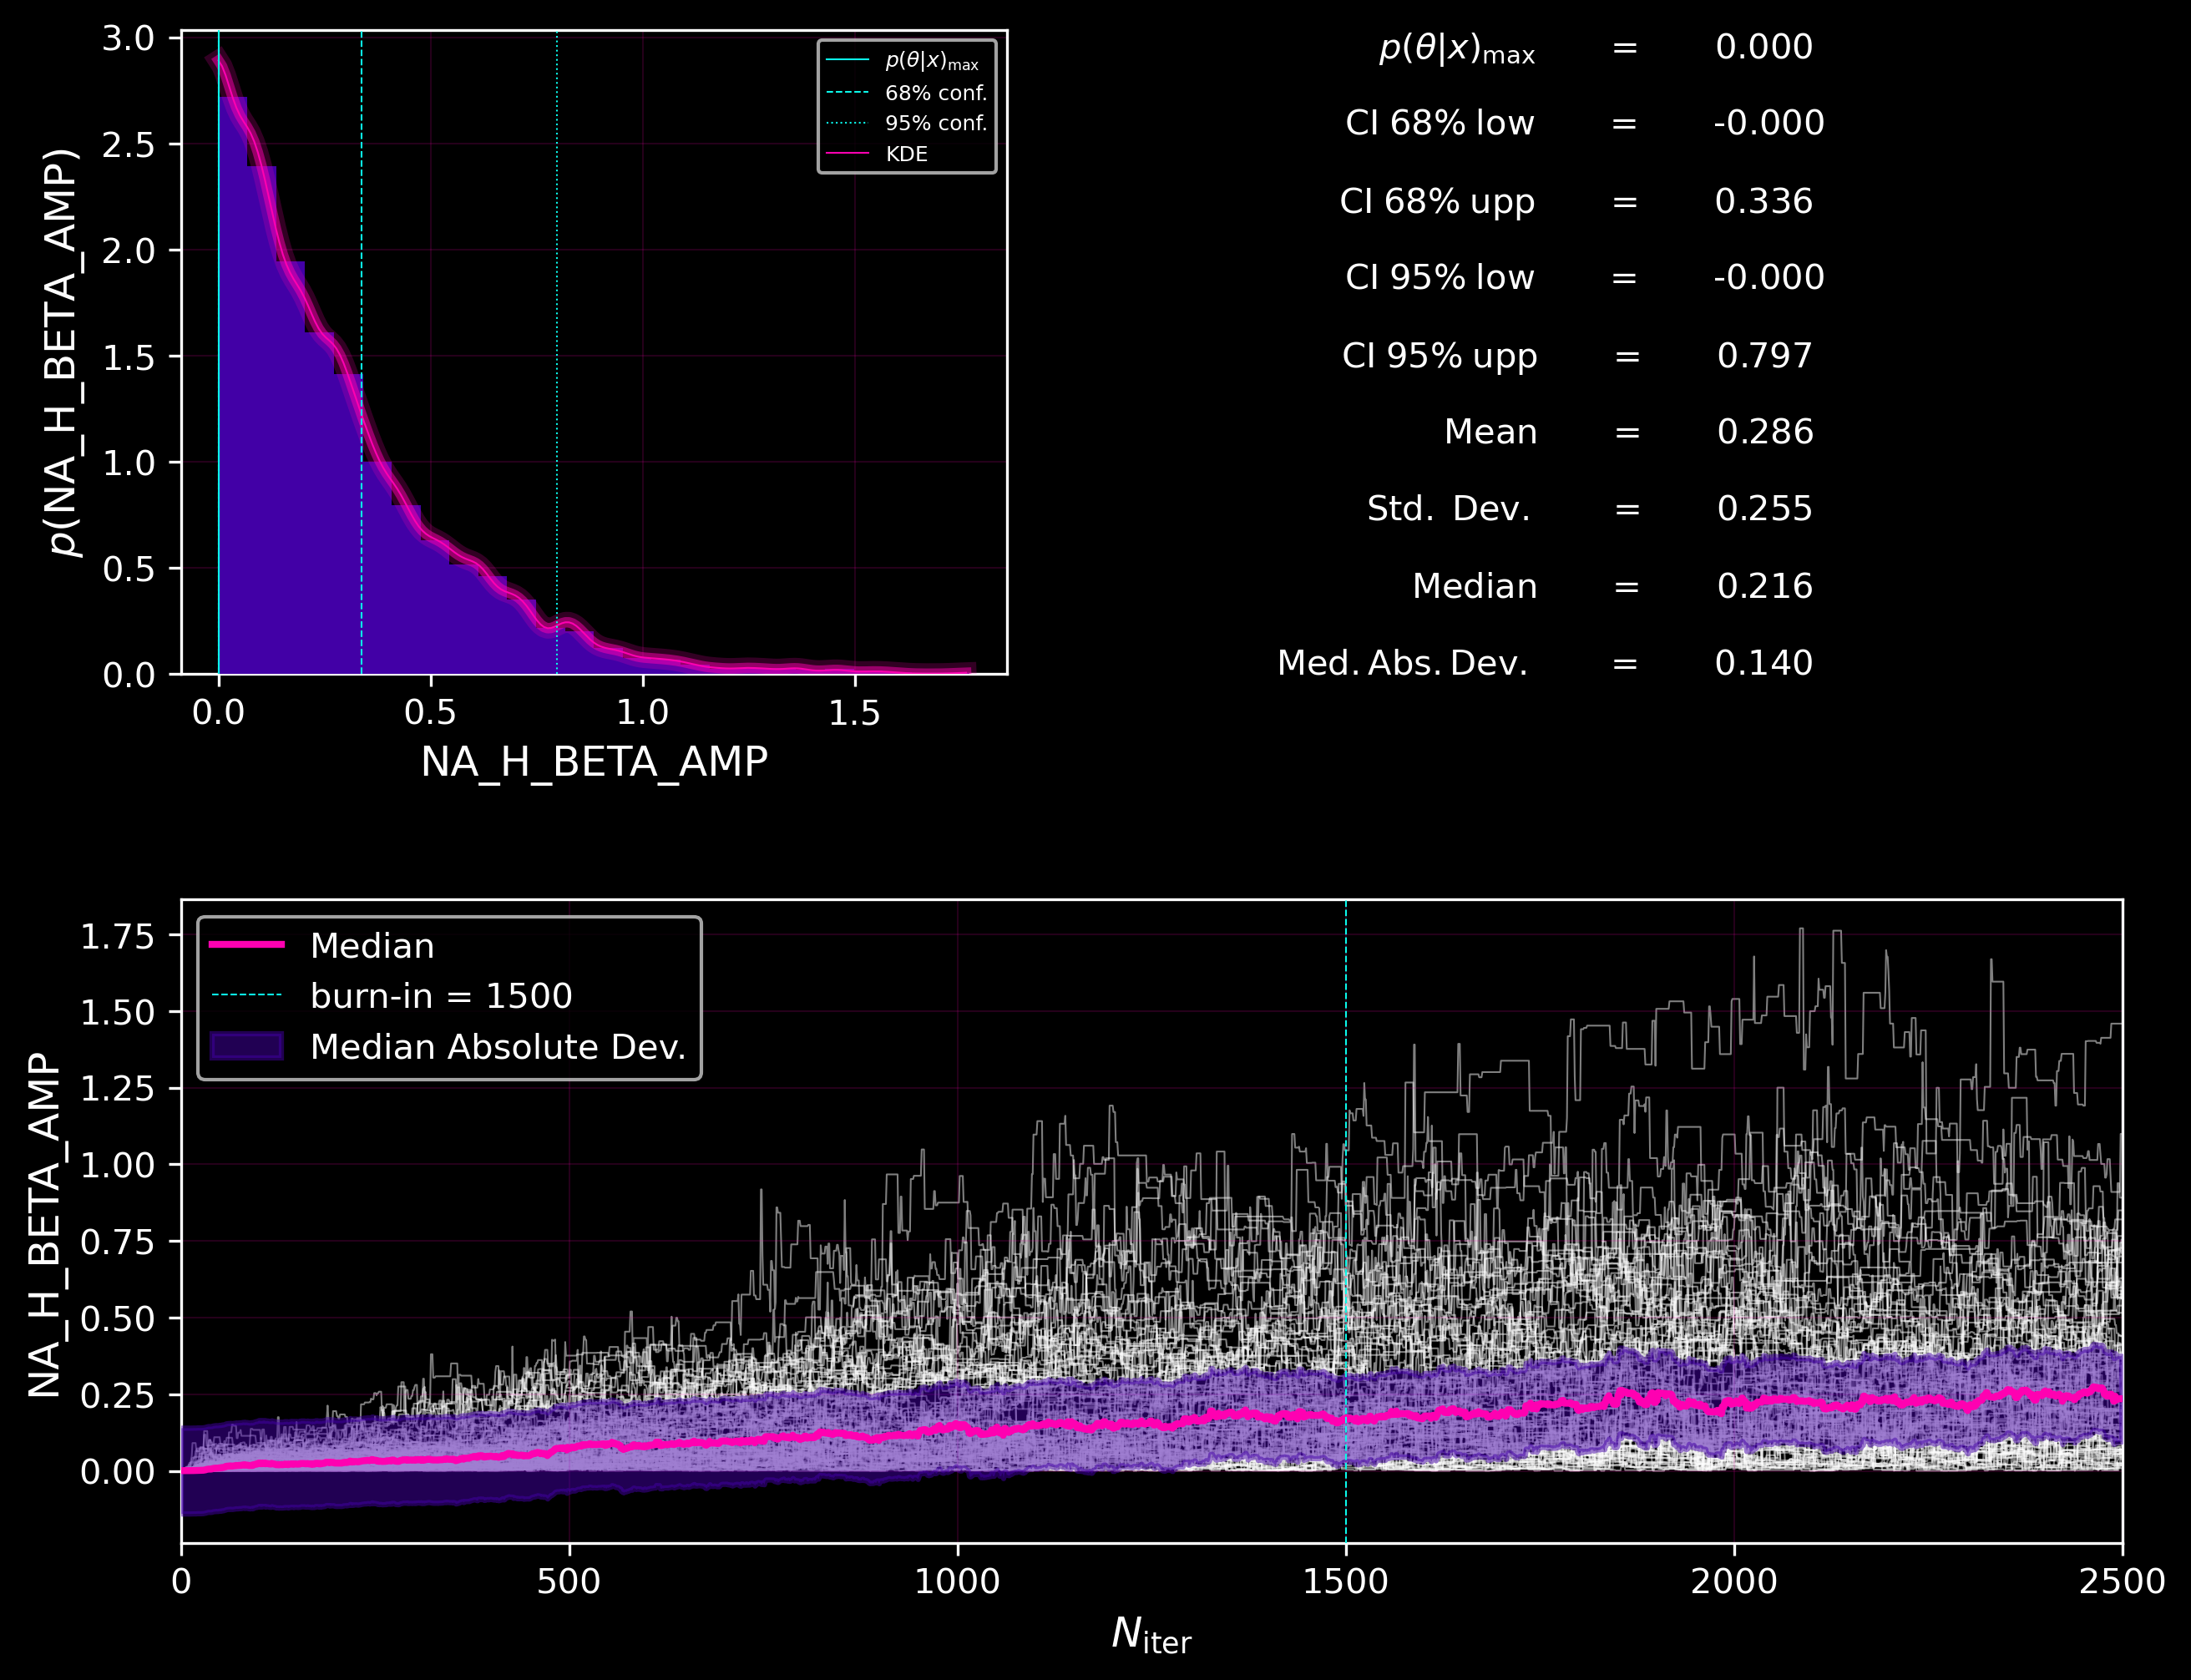 3.0
2.5
2.0
1.5
1.0
0.5
0.0
p(NA_H_BETA_AMP)
0.0 0.5 1.0 1.5
NA_H_BETA_AMP
p(θ|x)max
68% conf.
95% conf.
KDE
p(θ|x)max = 0.000
CI 68% low = -0.000
CI 68% upp = 0.336
CI 95% low = -0.000
CI 95% upp = 0.797
Mean = 0.286
Std. Dev. = 0.255
Median = 0.216
Med. Abs. Dev. = 0.140
1.75
1.50
1.25
1.00
0.75
0.50
0.25
0.00
NA_H_BETA_AMP
Median
burn-in = 1500
Median Absolute Dev.
0 500 1000 1500 2000 2500
Niter